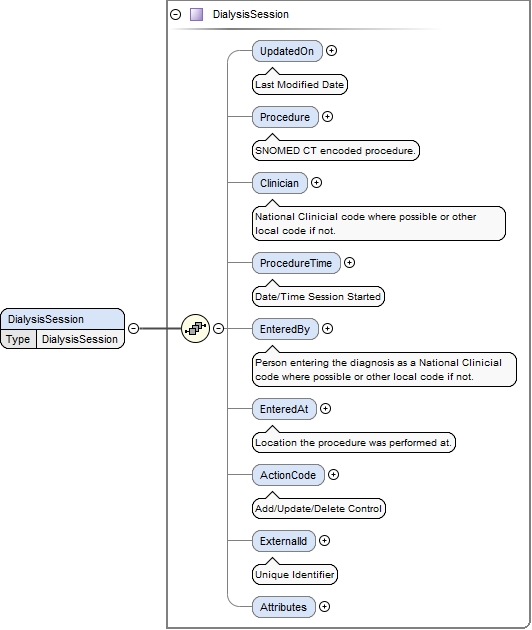 DialysisSession
UpdatedOn
Last Modified Date
Procedure
SNOMED CT encoded procedure.
Clinician
National Clinicial code where possible or other
local code if not.
ProcedureTime
Date/Time Session Started
DialysisSession
Type DialysisSession
EnteredBy
Person entering the diagnosis as a National Clinicial
code where possible or other local code if not.
EnteredAt
Location the procedure was performed at.
ActionCode
Add/Update/Delete Control
ExternalId
Unique Identifier
Attributes